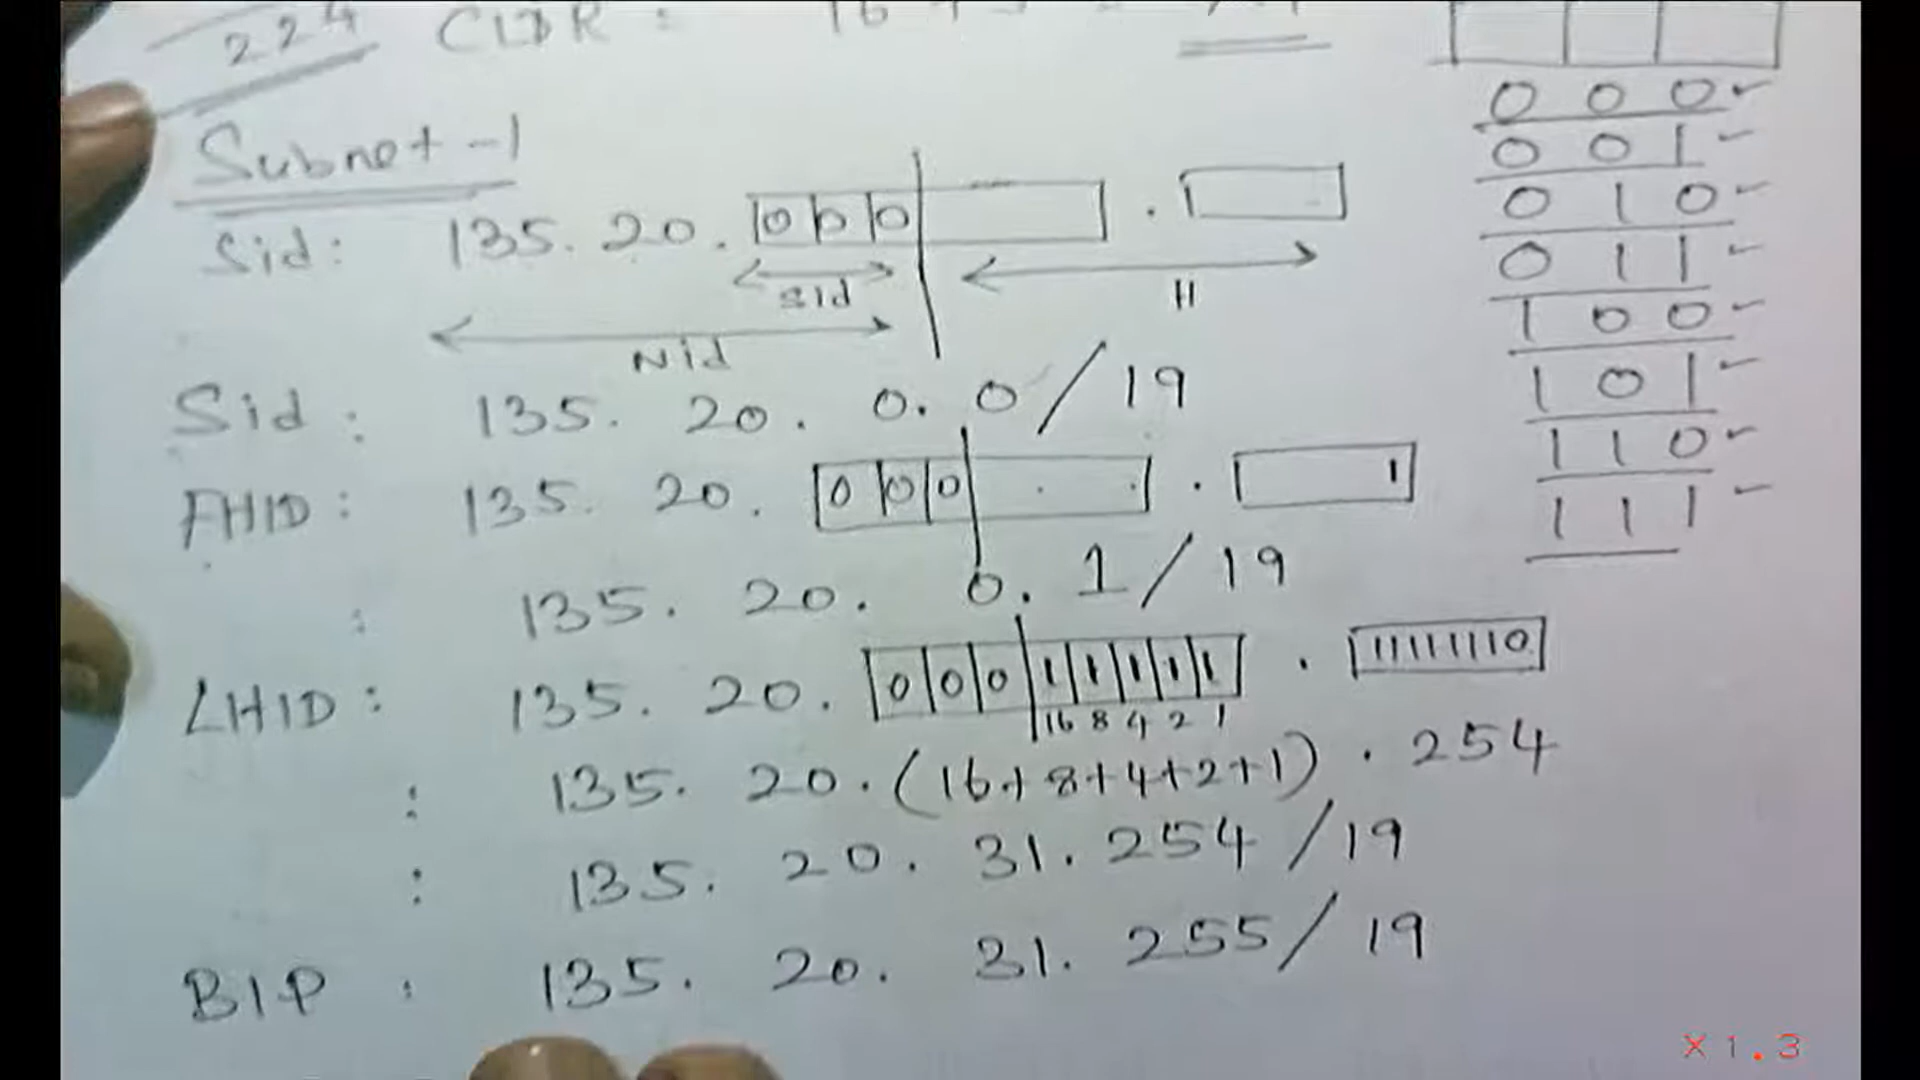 224 CIDR :
Subnet-1
Sid: 135. 20. 0 0 0 .
Sid H
Nid
Sid : 135. 20. 0. 0 / 19
FHID : 135. 20. 0 0 0 . 1
: 135. 20. 0. 1 / 19
LHID : 135. 20. 0 0 0 1 1 1 1 1 . 11111110
16 8 4 2 1
: 135. 20. (16+8+4+2+1) . 254
: 135. 20. 31. 254 / 19
BIP : 135. 20. 31. 255 / 19
0 0 0
0 0 1
0 1 0
0 1 1
1 0 0
1 0 1
1 1 0
1 1 1
X1.3